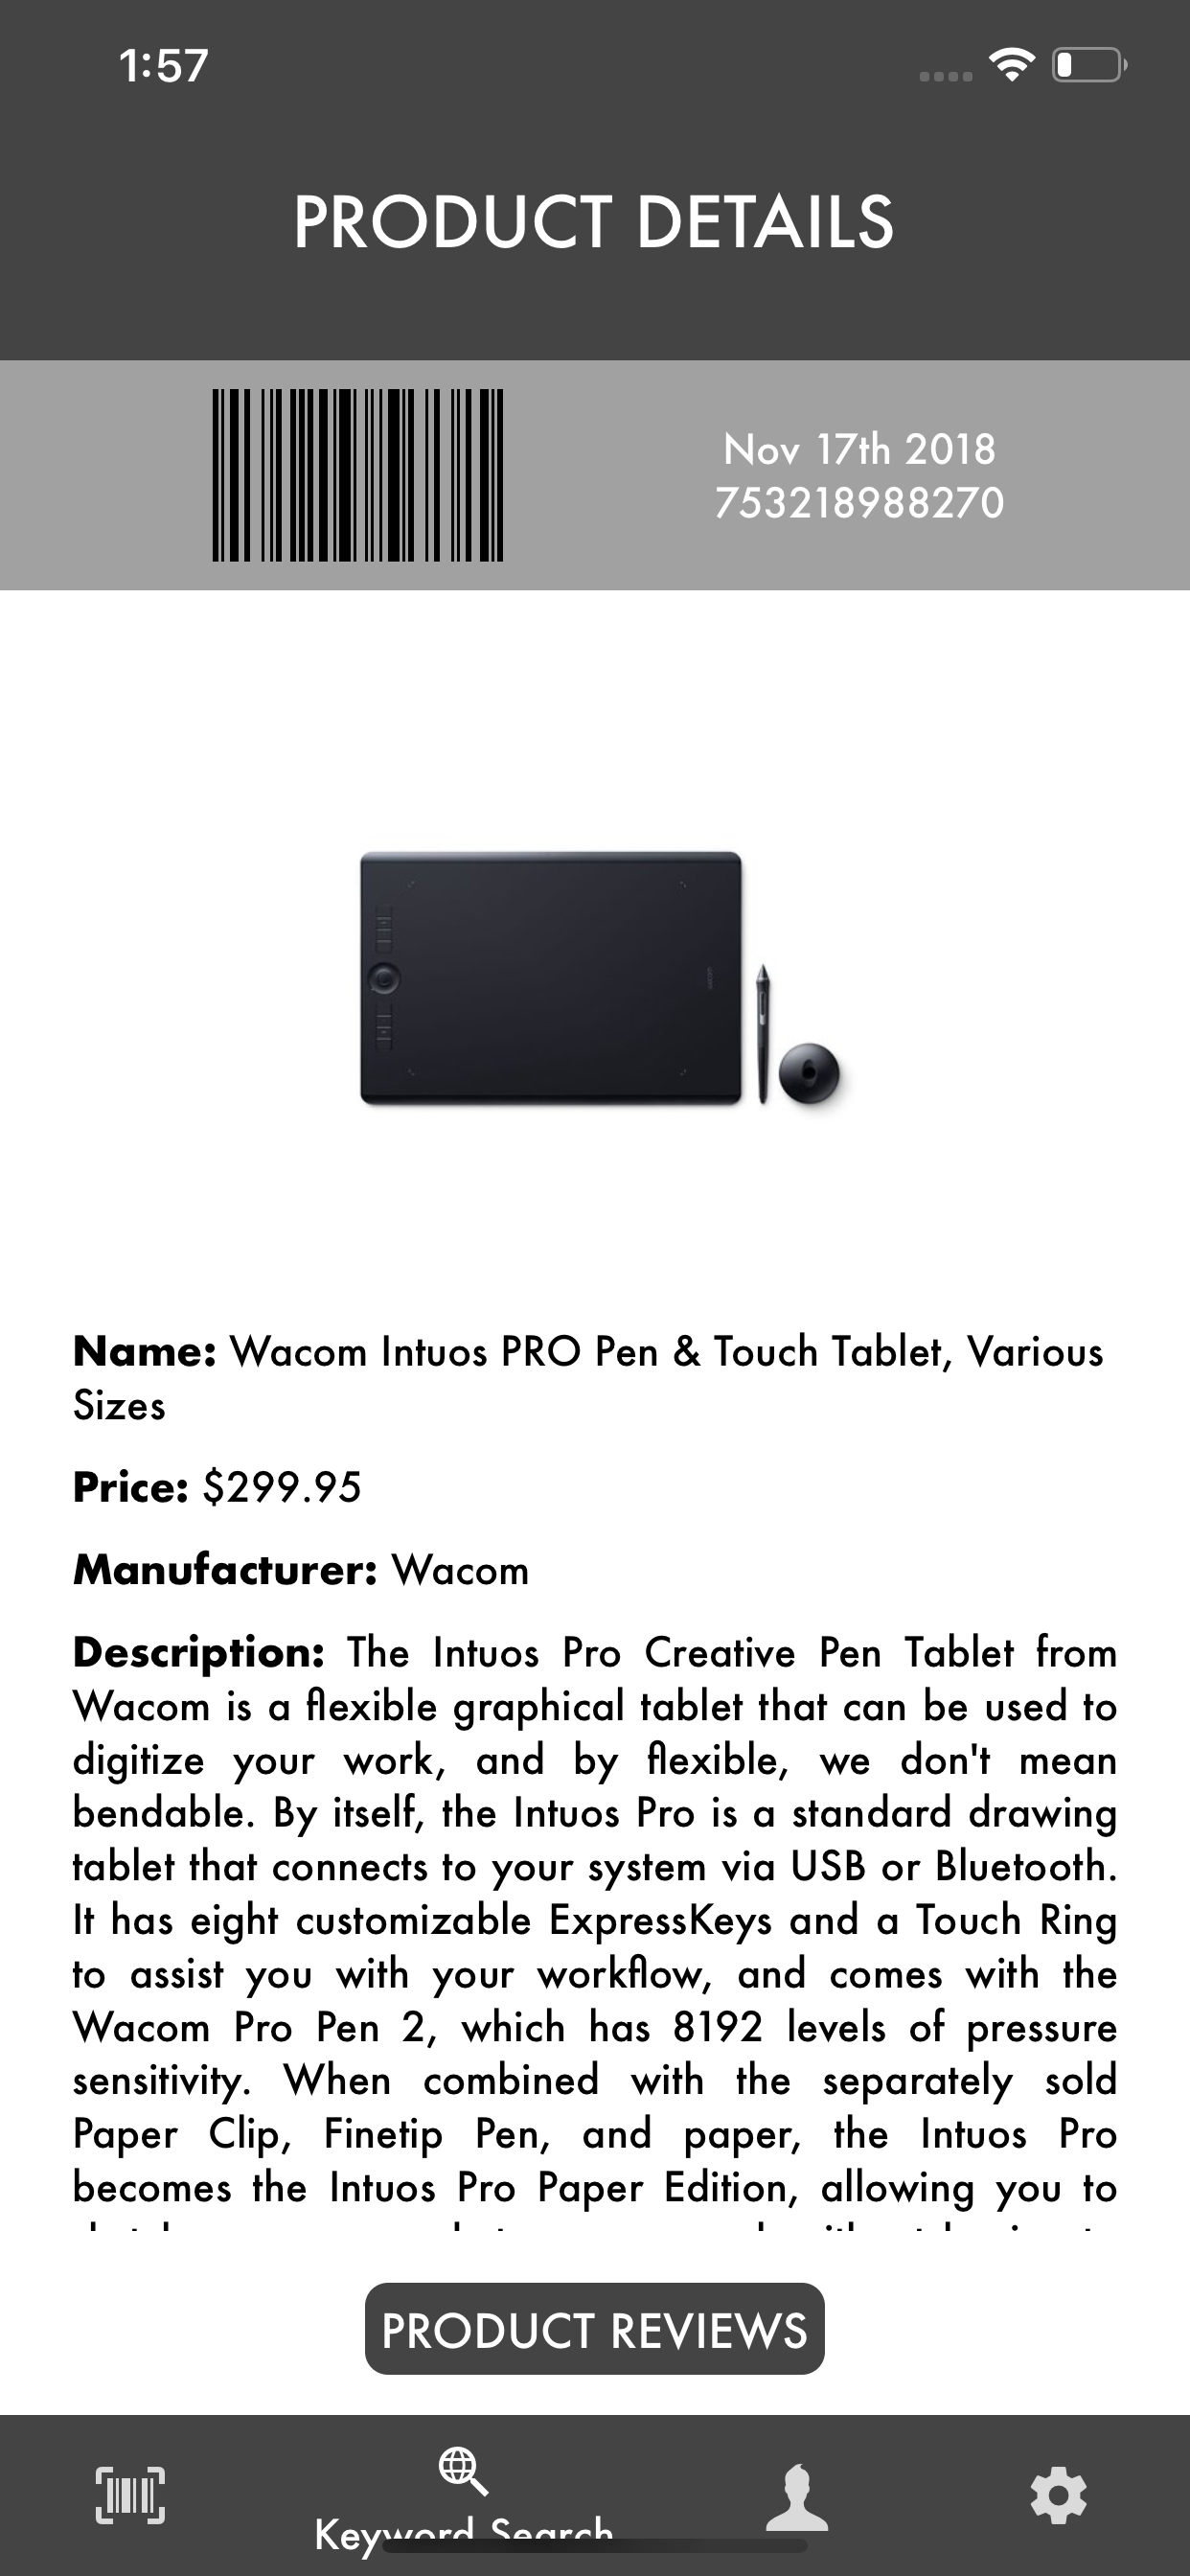 1:57
PRODUCT DETAILS
Nov 17th 2018
753218988270
Name: Wacom Intuos PRO Pen & Touch Tablet, Various
Sizes
Price: $299.95
Manufacturer: Wacom
Description: The Intuos Pro Creative Pen Tablet from
Wacom is a flexible graphical tablet that can be used to
digitize your work, and by flexible, we don't mean
bendable. By itself, the Intuos Pro is a standard drawing
tablet that connects to your system via USB or Bluetooth.
It has eight customizable ExpressKeys and a Touch Ring
to assist you with your workflow, and comes with the
Wacom Pro Pen 2, which has 8192 levels of pressure
sensitivity. When combined with the separately sold
Paper Clip, Finetip Pen, and paper, the Intuos Pro
becomes the Intuos Pro Paper Edition, allowing you to
PRODUCT REVIEWS
Keyword Search